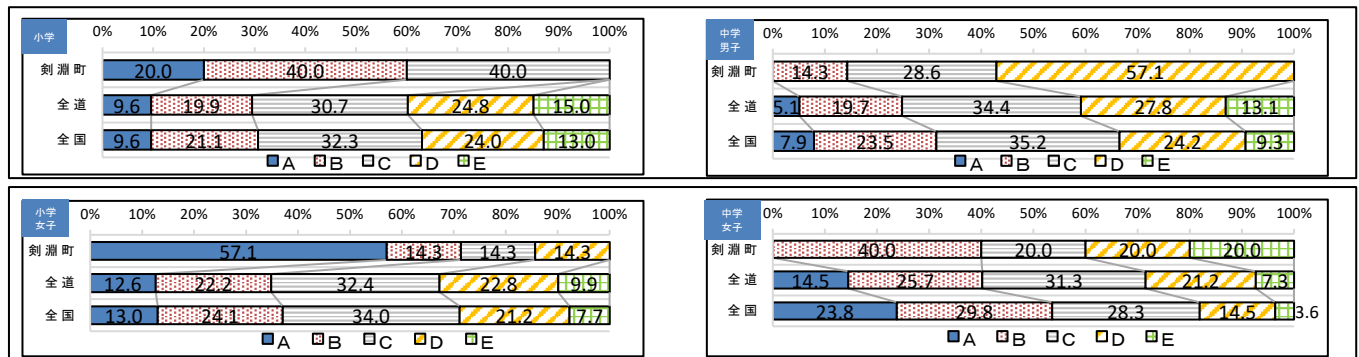 小学
0% 10% 20% 30% 40% 50% 60% 70% 80% 90% 100%
剣淵町 20.0 40.0 40.0
全道 9.6 19.9 30.7 24.8 15.0
全国 9.6 21.1 32.3 24.0 13.0
A B C D E
中学
男子
0% 10% 20% 30% 40% 50% 60% 70% 80% 90% 100%
剣淵町 14.3 28.6 57.1
全道 5.1 19.7 34.4 27.8 13.1
全国 7.9 23.5 35.2 24.2 9.3
A B C D E
小学
女子
0% 10% 20% 30% 40% 50% 60% 70% 80% 90% 100%
剣淵町 57.1 14.3 14.3 14.3
全道 12.6 22.2 32.4 22.8 9.9
全国 13.0 24.1 34.0 21.2 7.7
A B C D E
中学
女子
0% 10% 20% 30% 40% 50% 60% 70% 80% 90% 100%
剣淵町 40.0 20.0 20.0 20.0
全道 14.5 25.7 31.3 21.2 7.3
全国 23.8 29.8 28.3 14.5 3.6
A B C D E